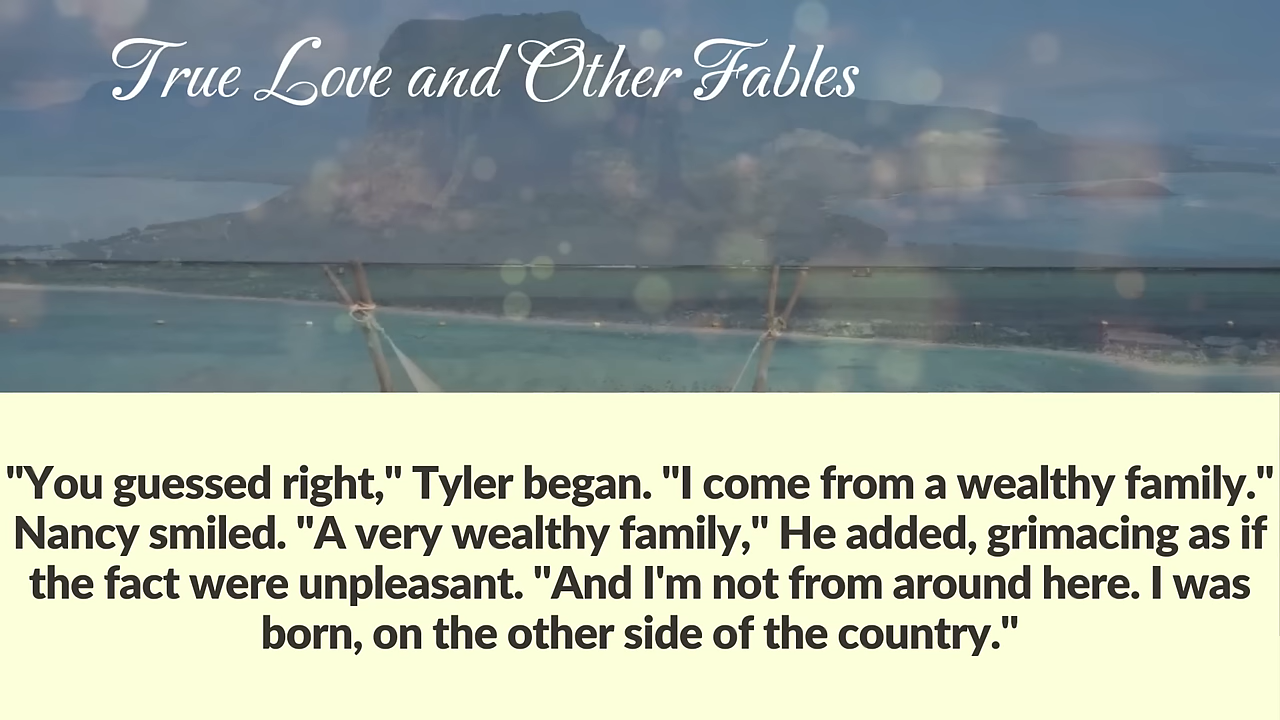 True Love and Other Fables
"You guessed right," Tyler began. "I come from a wealthy family."
Nancy smiled. "A very wealthy family," He added, grimacing as if
the fact were unpleasant. "And I'm not from around here. I was
born, on the other side of the country."